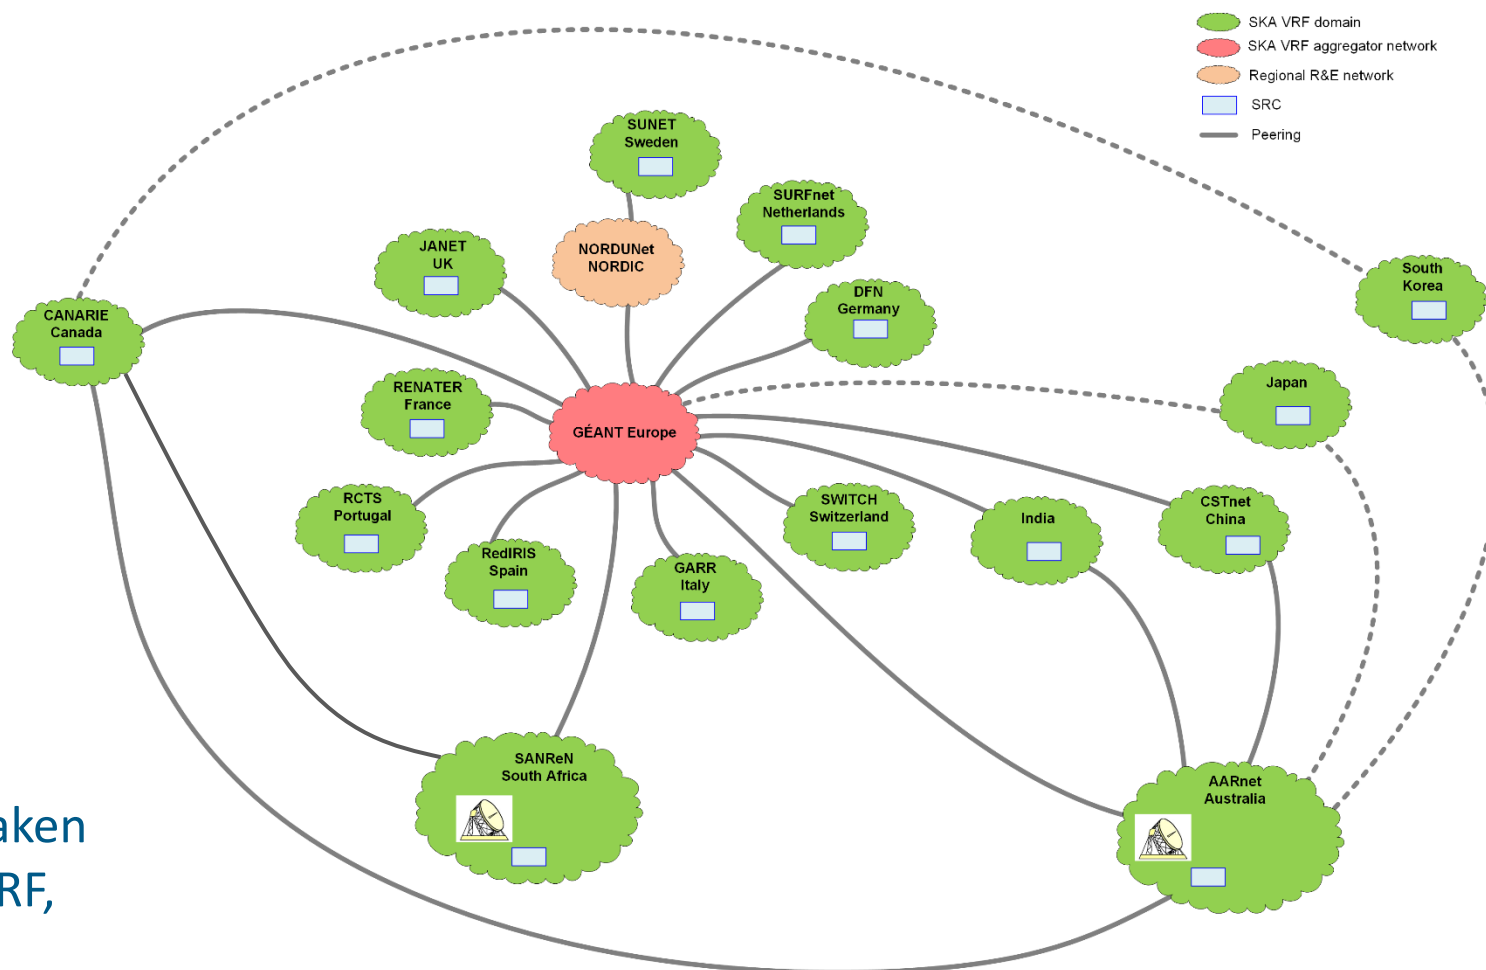 SKA VRF domain
SKA VRF aggregator network
Regional R&E network
SRC
Peering
SUNET
Sweden
SURFnet
Netherlands
NORDUNet
NORDIC
JANET
UK
South
Korea
DFN
Germany
CANARIE
Canada
RENATER
France
Japan
GÉANT Europe
RCTS
Portugal
SWITCH
Switzerland
India
CSTnet
China
RedIRIS
Spain
GARR
Italy
SANReN
South Africa
AARnet
Australia
aken
RF,